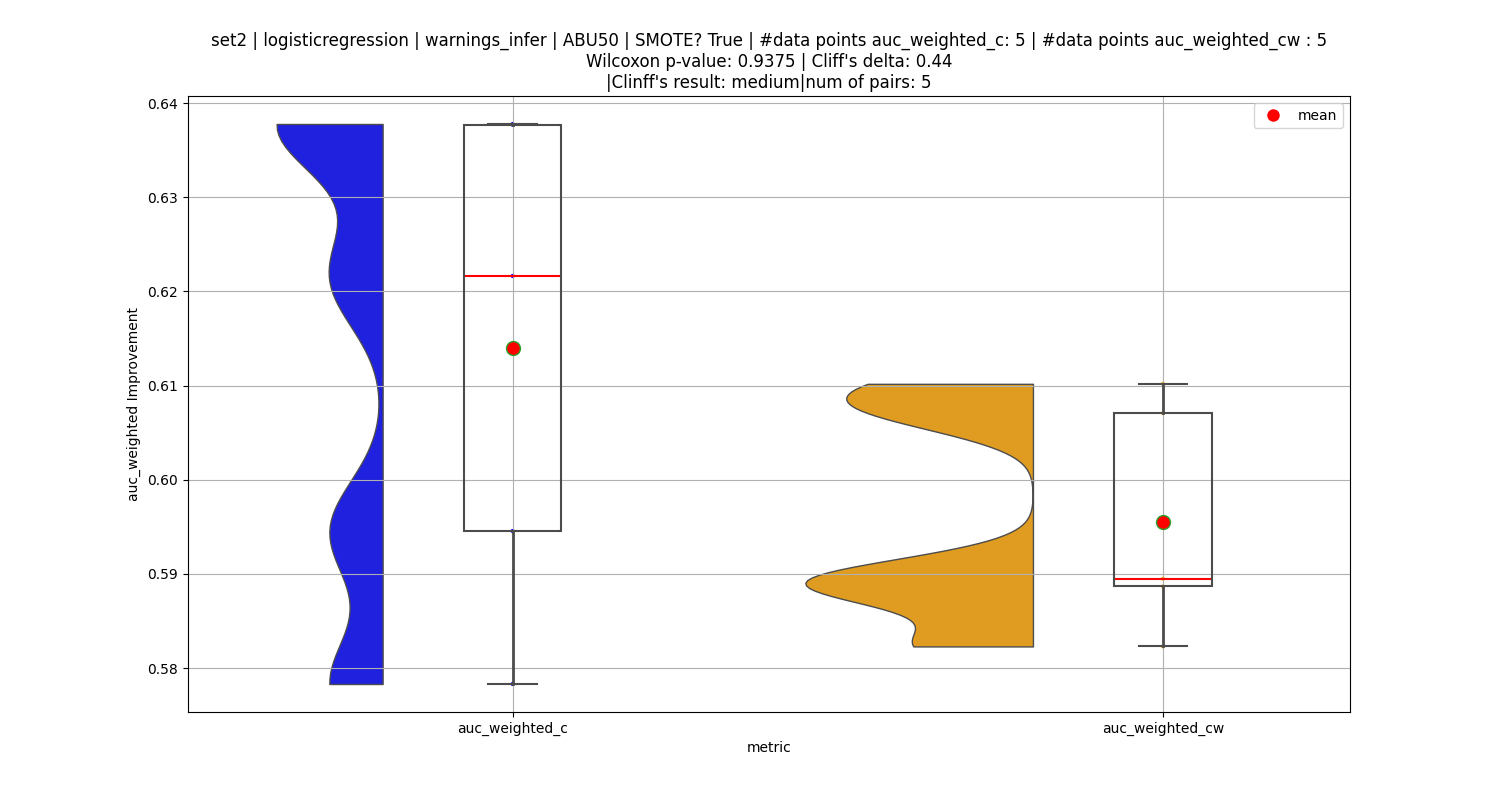 set2 | logisticregression | warnings_infer | ABU50 | SMOTE? True | #data points auc_weighted_c: 5 | #data points auc_weighted_cw : 5
Wilcoxon p-value: 0.9375 | Cliff's delta: 0.44
|Clinff's result: medium|num of pairs: 5
mean
0.64
0.63
0.62
0.61
0.60
0.59
0.58
auc_weighted Improvement
auc_weighted_c
auc_weighted_cw
metric